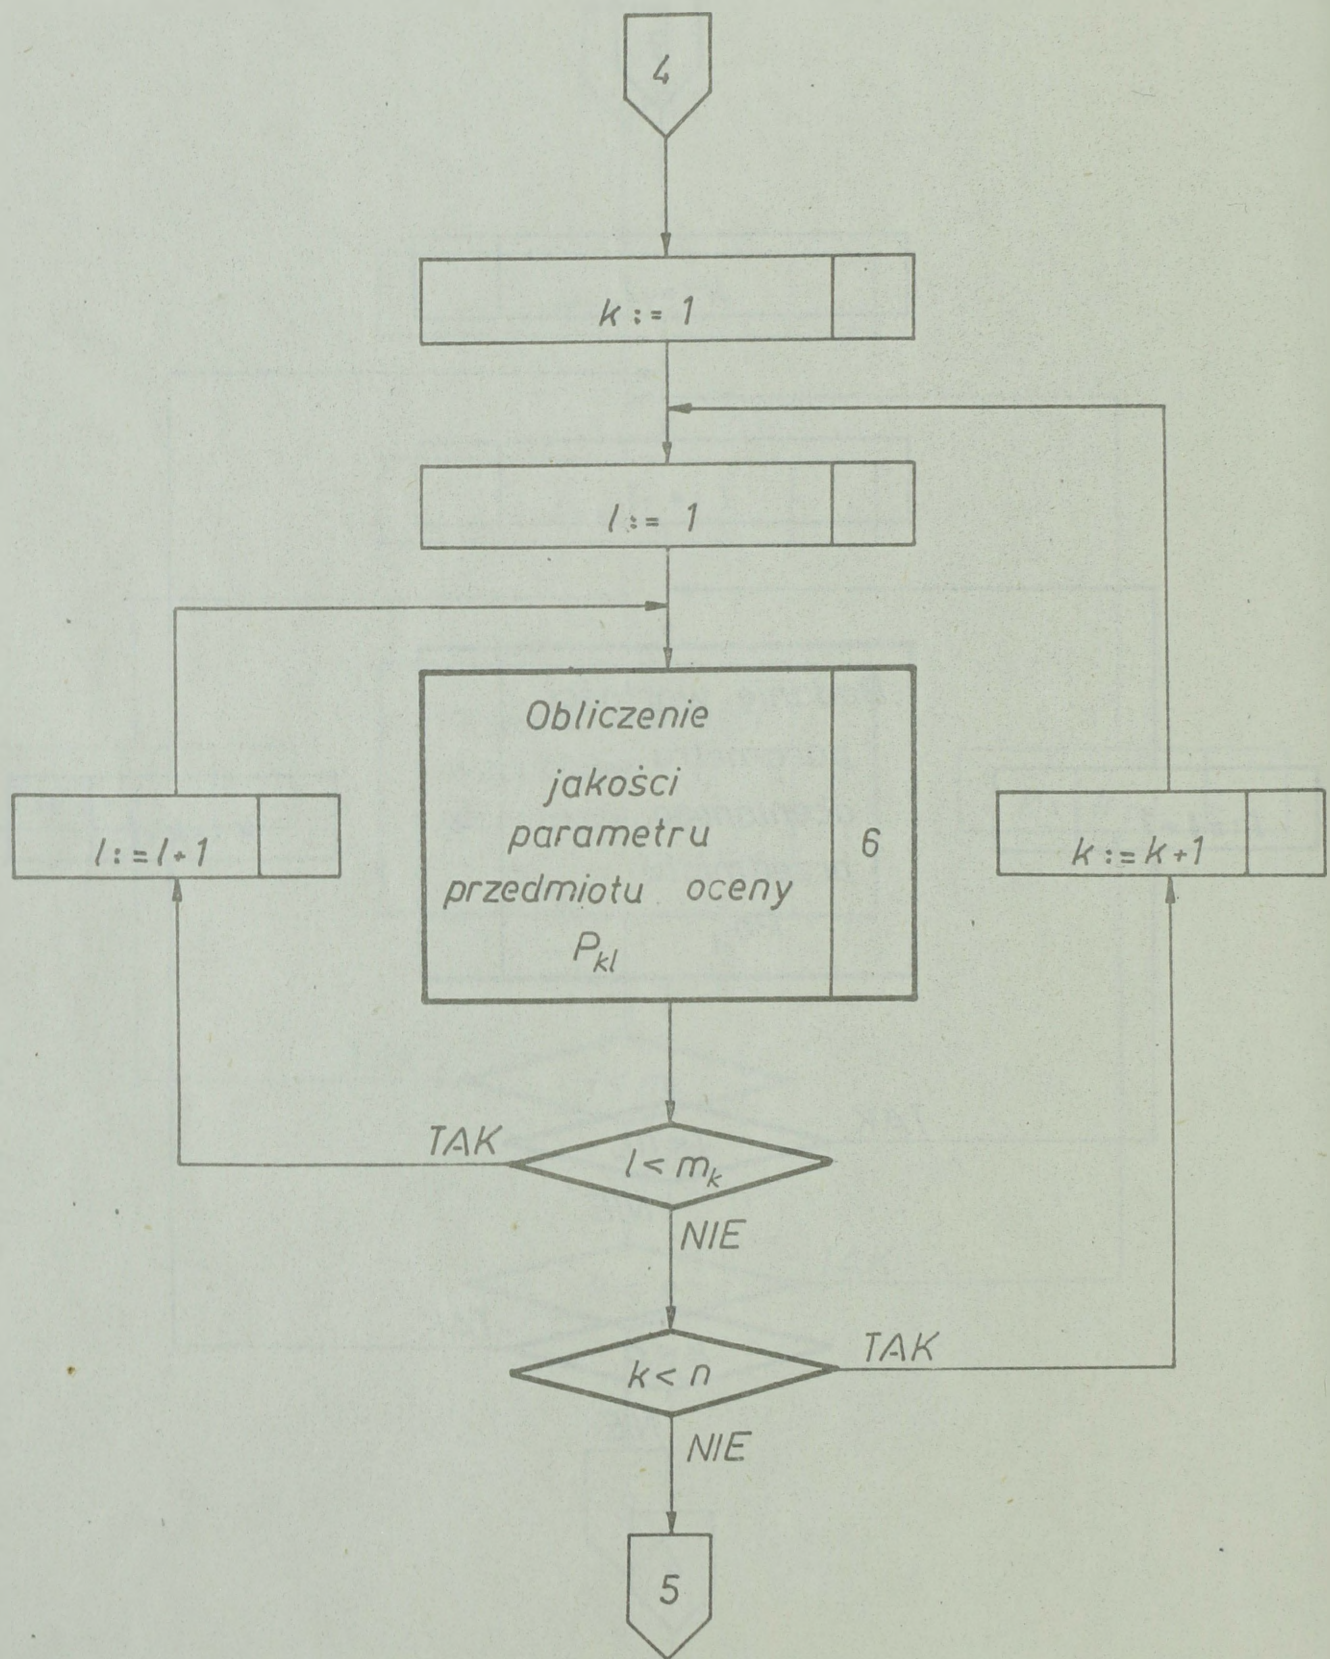 4
k := 1
l := 1
Obliczenie
jakości
parametru
przedmiotu oceny
P_kl
6
l := l+1
k := k+1
TAK
l < m_k
NIE
k < n
TAK
NIE
5